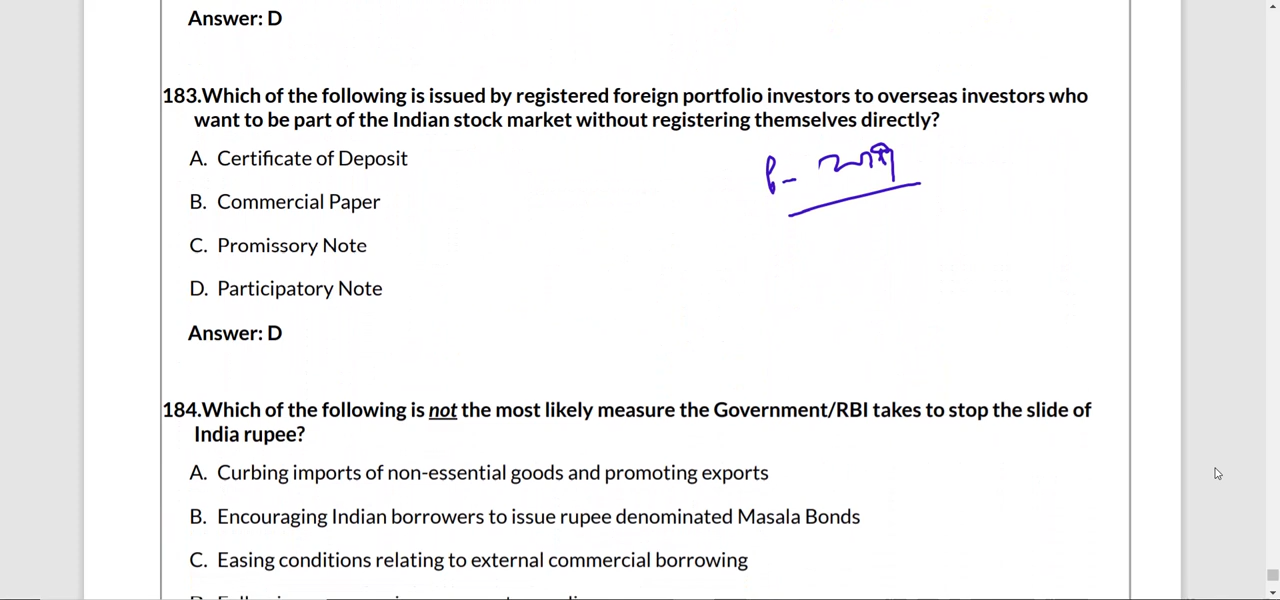 Answer: D
183.Which of the following is issued by registered foreign portfolio investors to overseas investors who
want to be part of the Indian stock market without registering themselves directly?
A. Certificate of Deposit
B. Commercial Paper
C. Promissory Note
D. Participatory Note
Answer: D
184.Which of the following is not the most likely measure the Government/RBI takes to stop the slide of
India rupee?
A. Curbing imports of non-essential goods and promoting exports
B. Encouraging Indian borrowers to issue rupee denominated Masala Bonds
C. Easing conditions relating to external commercial borrowing